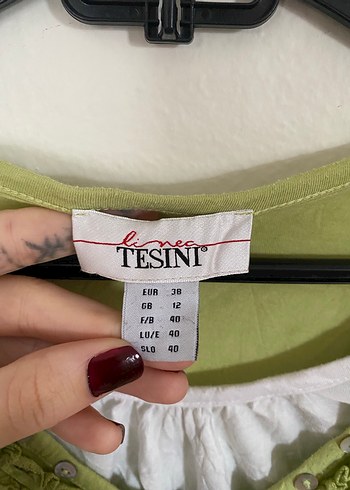 linea
TESINI®
EUR 38
GB 12
F/B 40
LU/E 40
SLO 40